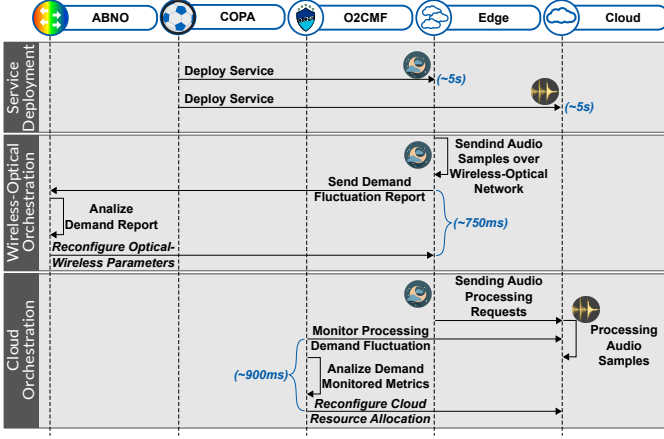 ABNO
COPA
O2CMF
Edge
Cloud
Service
Deployment
Deploy Service
(~5s)
Deploy Service
(~5s)
Wireless-Optical
Orchestration
Sendind Audio
Samples over
Wireless-Optical
Network
Send Demand
Fluctuation Report
Analize
Demand Report
(~750ms)
Reconfigure Optical-
Wireless Parameters
Cloud
Orchestration
Sending Audio
Processing
Requests
Monitor Processing
Demand Fluctuation
Processing
Audio
Samples
(~900ms)
Analize Demand
Monitored Metrics
Reconfigure Cloud
Resource Allocation